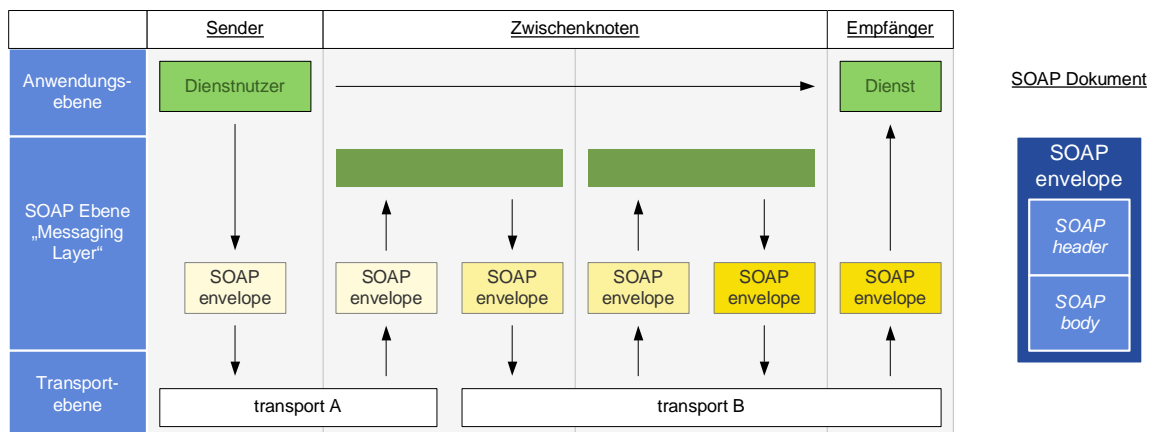 Sender
Zwischenknoten
Empfänger
Anwendungs-
ebene
Dienstnutzer
Dienst
SOAP Dokument
SOAP Ebene
„Messaging
Layer“
SOAP
envelope
SOAP
envelope
SOAP
envelope
SOAP
envelope
SOAP
envelope
SOAP
envelope
SOAP
envelope
SOAP
header
SOAP
body
Transport-
ebene
transport A
transport B